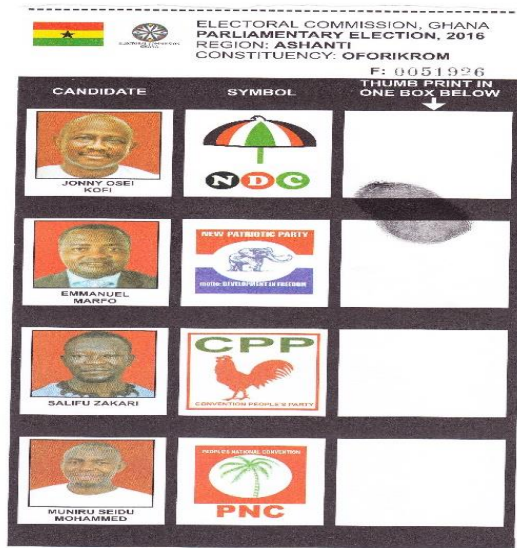 ELECTORAL COMMISSION, GHANA
PARLIAMENTARY ELECTION, 2016
REGION: ASHANTI
CONSTITUENCY: OFORIKROM
F: 0051926
CANDIDATE
SYMBOL
THUMB PRINT IN
ONE BOX BELOW
JONNY OSEI
KOFI
NDC
EMMANUEL
MARFO
NEW PATRIOTIC PARTY
motto: DEVELOPMENT IN FREEDOM
SALIFU ZAKARI
CPP
CONVENTION PEOPLE'S PARTY
MUNIRU SEIDU
MOHAMMED
PEOPLE'S NATIONAL CONVENTION
PNC